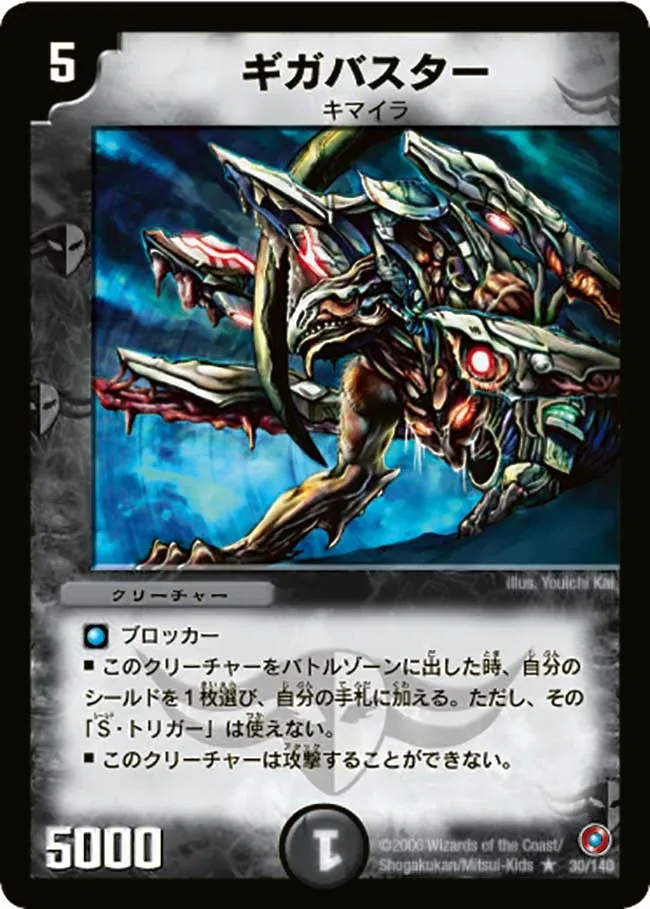 5
ギガバスター
キマイラ
illus. Youichi Kai
クリーチャー
ブロッカー
■ このクリーチャーをバトルゾーンに出した時、自分の
シールドを1枚選び、自分の手札に加える。ただし、その
「S・トリガー」は使えない。
■ このクリーチャーは攻撃することができない。
5000
1
©2006 Wizards of the Coast/
Shogakukan/Mitsui-Kids ★ 30/140